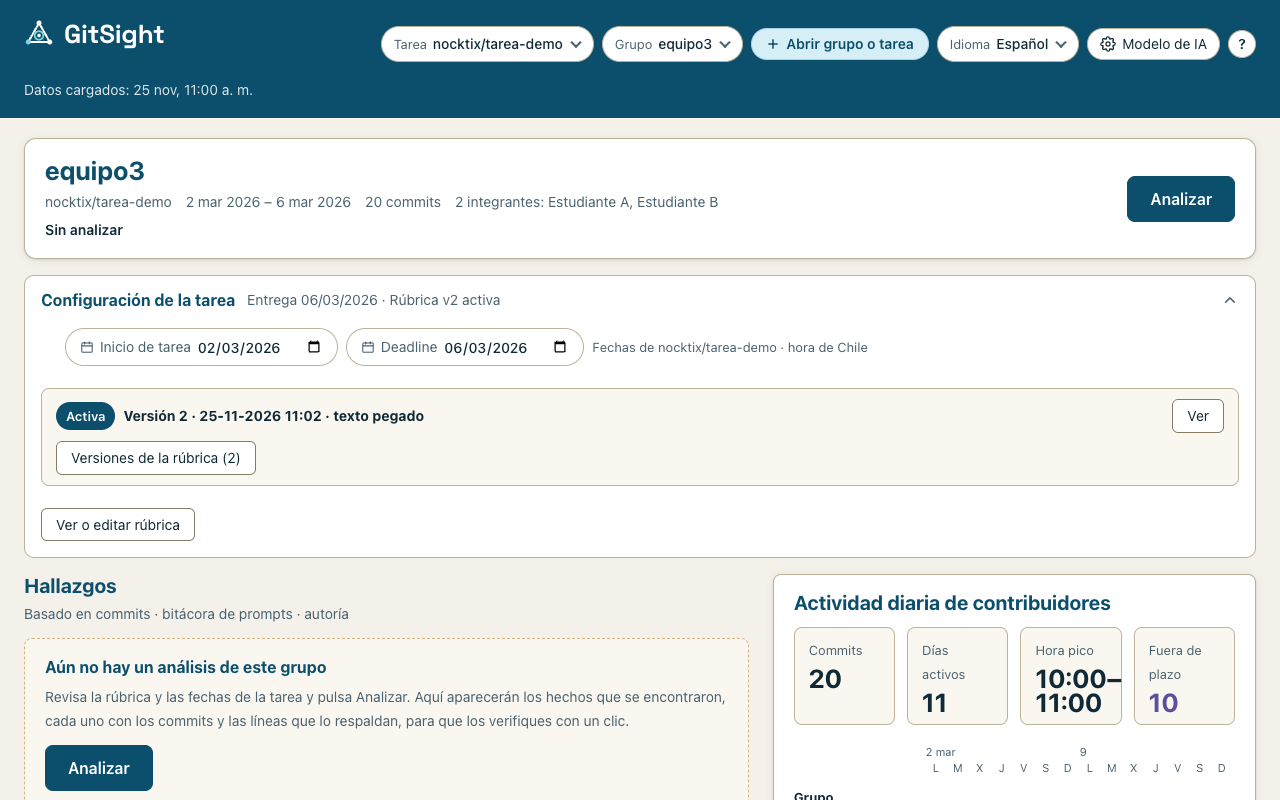 GitSight
Tarea nocktix/tarea-demo
Grupo equipo3
+ Abrir grupo o tarea
Idioma Español
Modelo de IA
?
Datos cargados: 25 nov, 11:00 a. m.
equipo3
nocktix/tarea-demo 2 mar 2026 – 6 mar 2026 20 commits 2 integrantes: Estudiante A, Estudiante B
Sin analizar
Analizar
Configuración de la tarea Entrega 06/03/2026 · Rúbrica v2 activa
Inicio de tarea 02/03/2026
Deadline 06/03/2026
Fechas de nocktix/tarea-demo · hora de Chile
Activa Versión 2 · 25-11-2026 11:02 · texto pegado
Ver
Versiones de la rúbrica (2)
Ver o editar rúbrica
Hallazgos
Basado en commits · bitácora de prompts · autoría
Aún no hay un análisis de este grupo
Revisa la rúbrica y las fechas de la tarea y pulsa Analizar. Aquí aparecerán los hechos que se encontraron,
cada uno con los commits y las líneas que lo respaldan, para que los verifiques con un clic.
Analizar
Actividad diaria de contribuidores
Commits
20
Días
activos
11
Hora pico
10:00–
11:00
Fuera de
plazo
10
2 mar 9
L M X J V S D L M X J V S D
Grupo